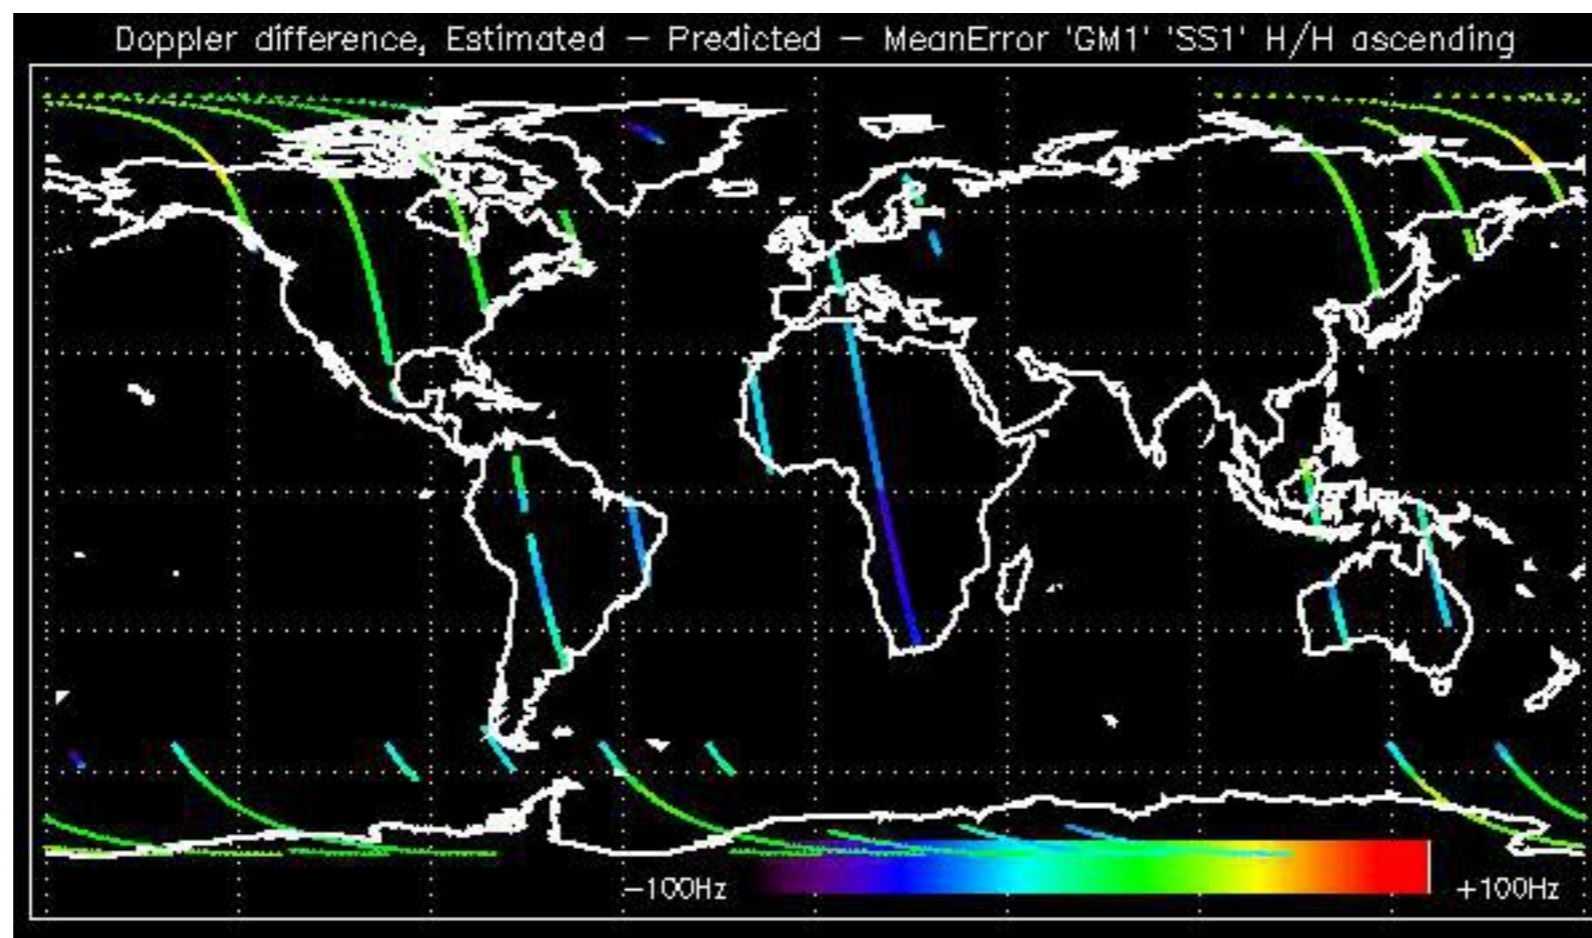 Doppler difference, Estimated – Predicted – MeanError 'GM1' 'SS1' H/H ascending
−100Hz
+100Hz